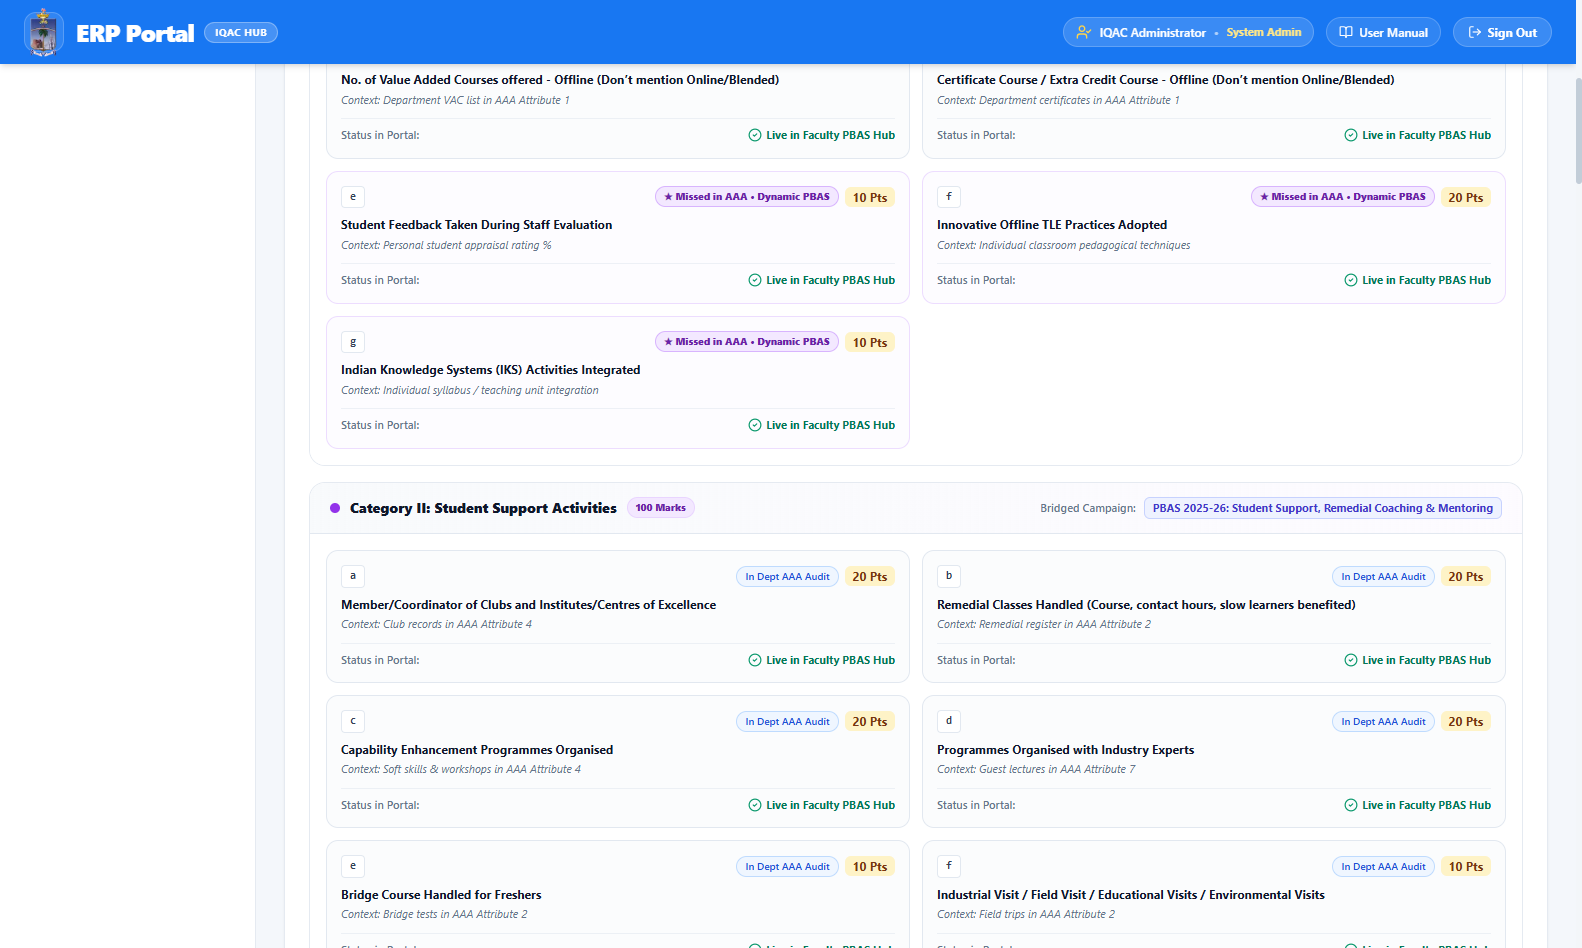 ERP Portal
IQAC HUB
IQAC Administrator • System Admin
User Manual
Sign Out
No. of Value Added Courses offered - Offline (Don't mention Online/Blended)
Context: Department VAC list in AAA Attribute 1
Status in Portal:
Live in Faculty PBAS Hub
Certificate Course / Extra Credit Course - Offline (Don't mention Online/Blended)
Context: Department certificates in AAA Attribute 1
Status in Portal:
Live in Faculty PBAS Hub
e
★ Missed in AAA • Dynamic PBAS
10 Pts
Student Feedback Taken During Staff Evaluation
Context: Personal student appraisal rating %
Status in Portal:
Live in Faculty PBAS Hub
f
★ Missed in AAA • Dynamic PBAS
20 Pts
Innovative Offline TLE Practices Adopted
Context: Individual classroom pedagogical techniques
Status in Portal:
Live in Faculty PBAS Hub
g
★ Missed in AAA • Dynamic PBAS
10 Pts
Indian Knowledge Systems (IKS) Activities Integrated
Context: Individual syllabus / teaching unit integration
Status in Portal:
Live in Faculty PBAS Hub
Category II: Student Support Activities
100 Marks
Bridged Campaign:
PBAS 2025-26: Student Support, Remedial Coaching & Mentoring
a
In Dept AAA Audit
20 Pts
Member/Coordinator of Clubs and Institutes/Centres of Excellence
Context: Club records in AAA Attribute 4
Status in Portal:
Live in Faculty PBAS Hub
b
In Dept AAA Audit
20 Pts
Remedial Classes Handled (Course, contact hours, slow learners benefited)
Context: Remedial register in AAA Attribute 2
Status in Portal:
Live in Faculty PBAS Hub
c
In Dept AAA Audit
20 Pts
Capability Enhancement Programmes Organised
Context: Soft skills & workshops in AAA Attribute 4
Status in Portal:
Live in Faculty PBAS Hub
d
In Dept AAA Audit
20 Pts
Programmes Organised with Industry Experts
Context: Guest lectures in AAA Attribute 7
Status in Portal:
Live in Faculty PBAS Hub
e
In Dept AAA Audit
10 Pts
Bridge Course Handled for Freshers
Context: Bridge tests in AAA Attribute 2
f
In Dept AAA Audit
10 Pts
Industrial Visit / Field Visit / Educational Visits / Environmental Visits
Context: Field trips in AAA Attribute 2